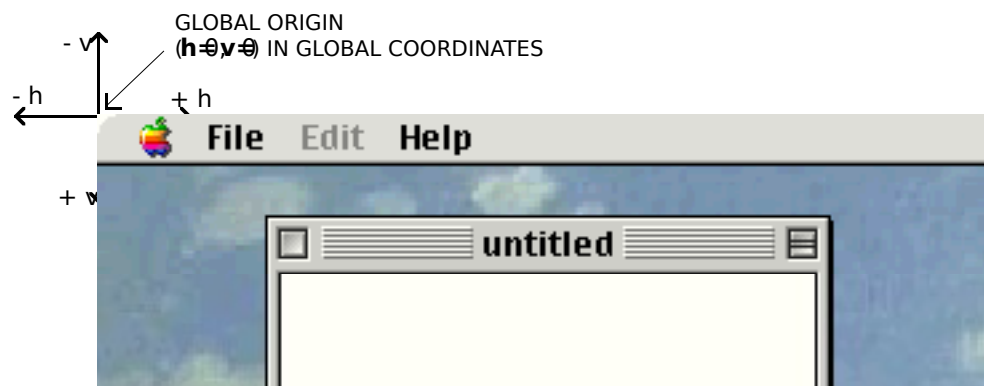 GLOBAL ORIGIN
- v
(h=0,v=0) IN GLOBAL COORDINATES
- h
+ h
File Edit Help
+ v
untitled